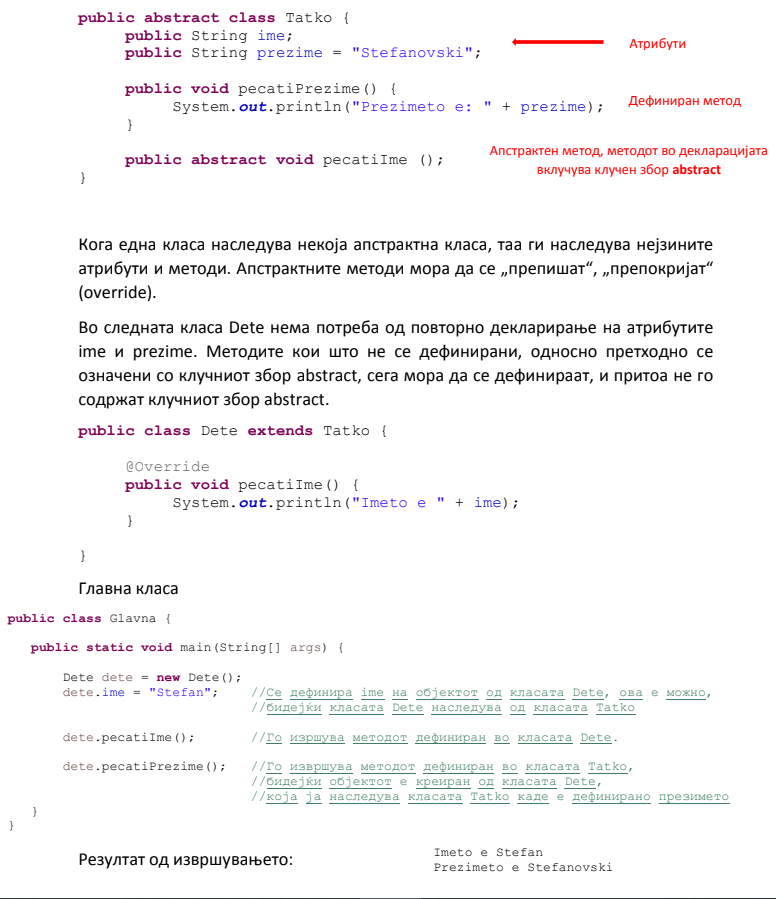 public abstract class Tatko {
public String ime;
public String prezime = "Stefanovski";
Атрибути
public void pecatiPrezime() {
System.out.println("Prezimeto e: " + prezime);
Дефиниран метод
}
public abstract void pecatiIme ();
Апстрактен метод, методот во декларацијата
вклучува клучен збор abstract
}
Кога една класа наследува некоја апстрактна класа, таа ги наследува нејзините
атрибути и методи. Апстрактните методи мора да се „препишат“, „препокријат“
(override).
Во следната класа Dete нема потреба од повторно декларирање на атрибутите
ime и prezime. Методите кои што не се дефинирани, односно претходно се
означени со клучниот збор abstract, сега мора да се дефинираат, и притоа не го
содржат клучниот збор abstract.
public class Dete extends Tatko {
@Override
public void pecatiIme() {
System.out.println("Imeto e " + ime);
}
}
Главна класа
public class Glavna {
public static void main(String[] args) {
Dete dete = new Dete();
dete.ime = "Stefan"; //Се дефинира ime на објектот од класата Dete, ова е можно,
//бидејќи класата Dete наследува од класата Tatko
dete.pecatiIme(); //Го изршува методот дефиниран во класата Dete.
dete.pecatiPrezime(); //Го извршува методот дефиниран во класата Tatko,
//бидејќи објектот е креиран од класата Dete,
//која ја наследува класата Tatko каде е дефинирано презимето
}
}
Резултат од извршувањето:
Imeto e Stefan
Prezimeto e Stefanovski